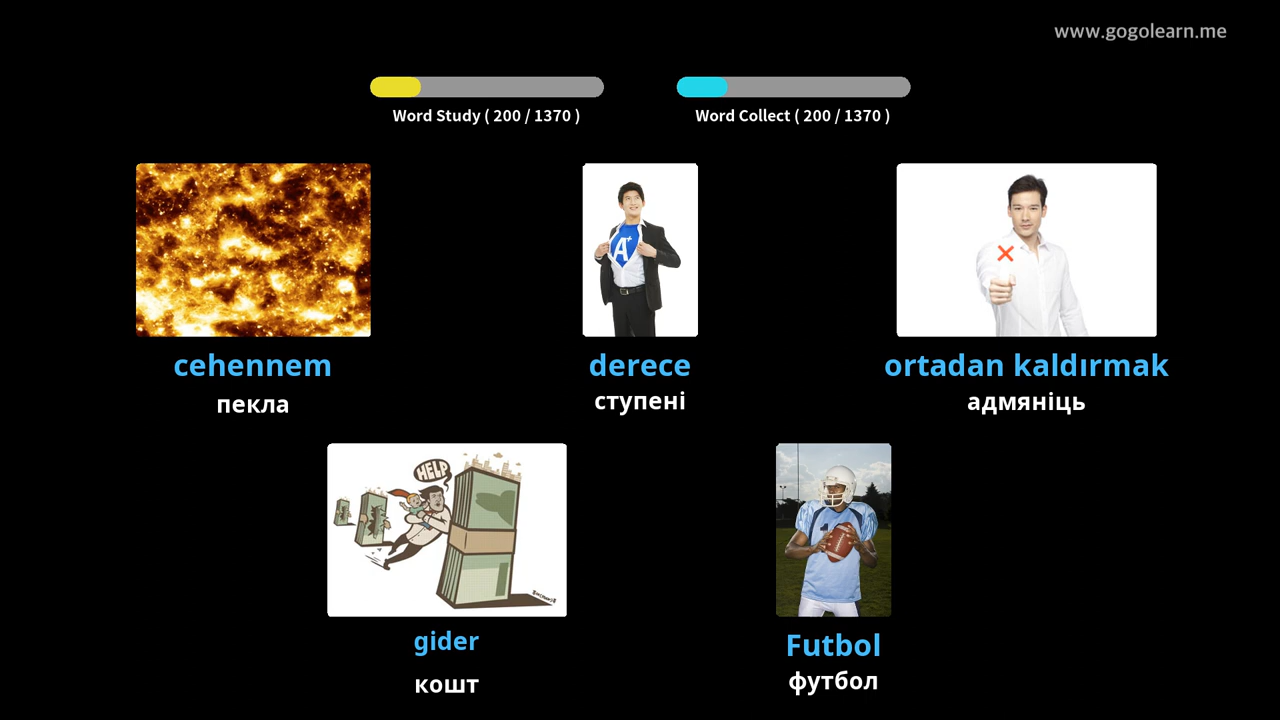 www.gogolearn.me
Word Study ( 200 / 1370 )
Word Collect ( 200 / 1370 )
A+
cehennem
derece
ortadan kaldırmak
пекла
ступені
адмяніць
HELP
gider
Futbol
кошт
футбол